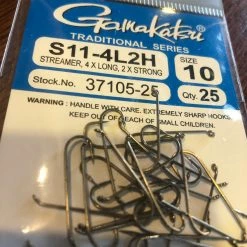 Gamakatsu
TRADITIONAL SERIES
S11-4L2H
STREAMER, 4 X LONG, 2 X STRONG
SIZE
10
Stock.No.
37105-25
Qty.
25
WARNING : HANDLE WITH CARE. EXTREMELY SHARP HOOKS.
KEEP OUT OF REACH OF SMALL CHILDREN.